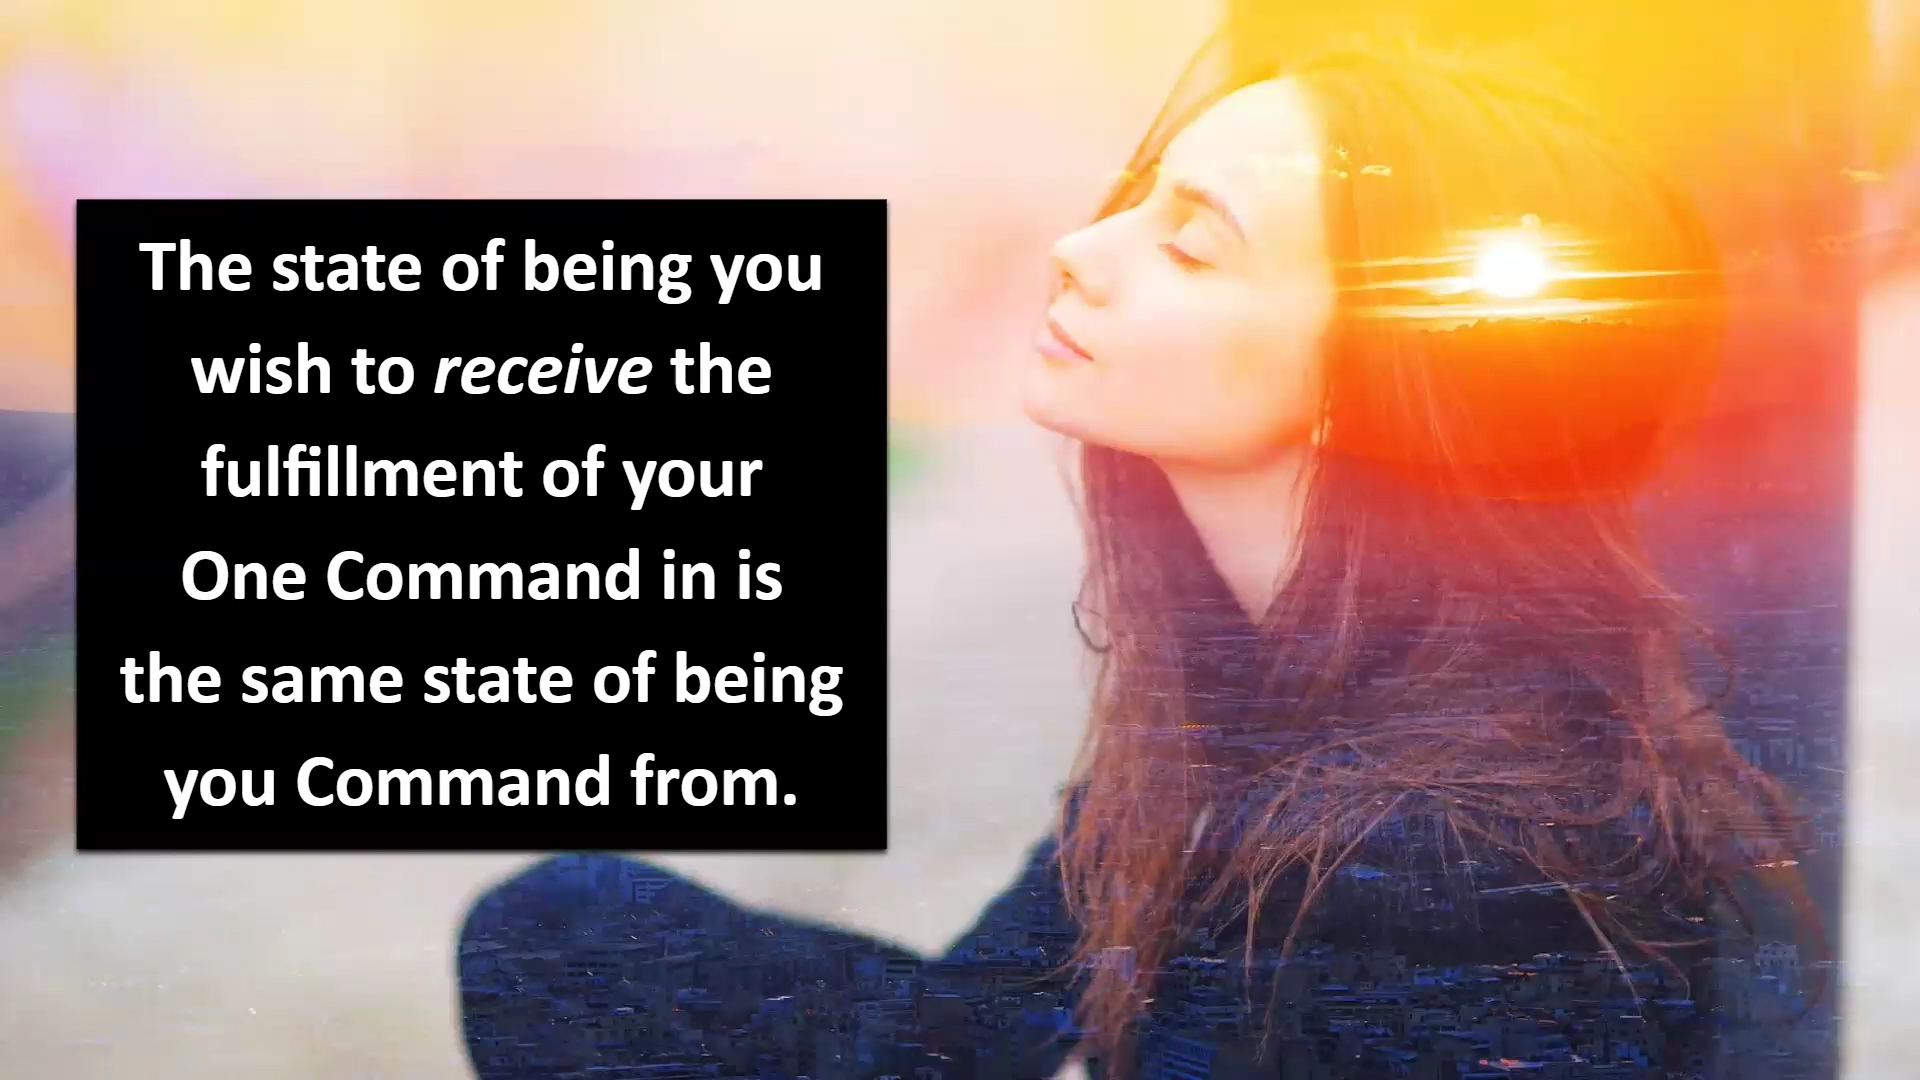 The state of being you
wish to receive the
fulfillment of your
One Command in is
the same state of being
you Command from.